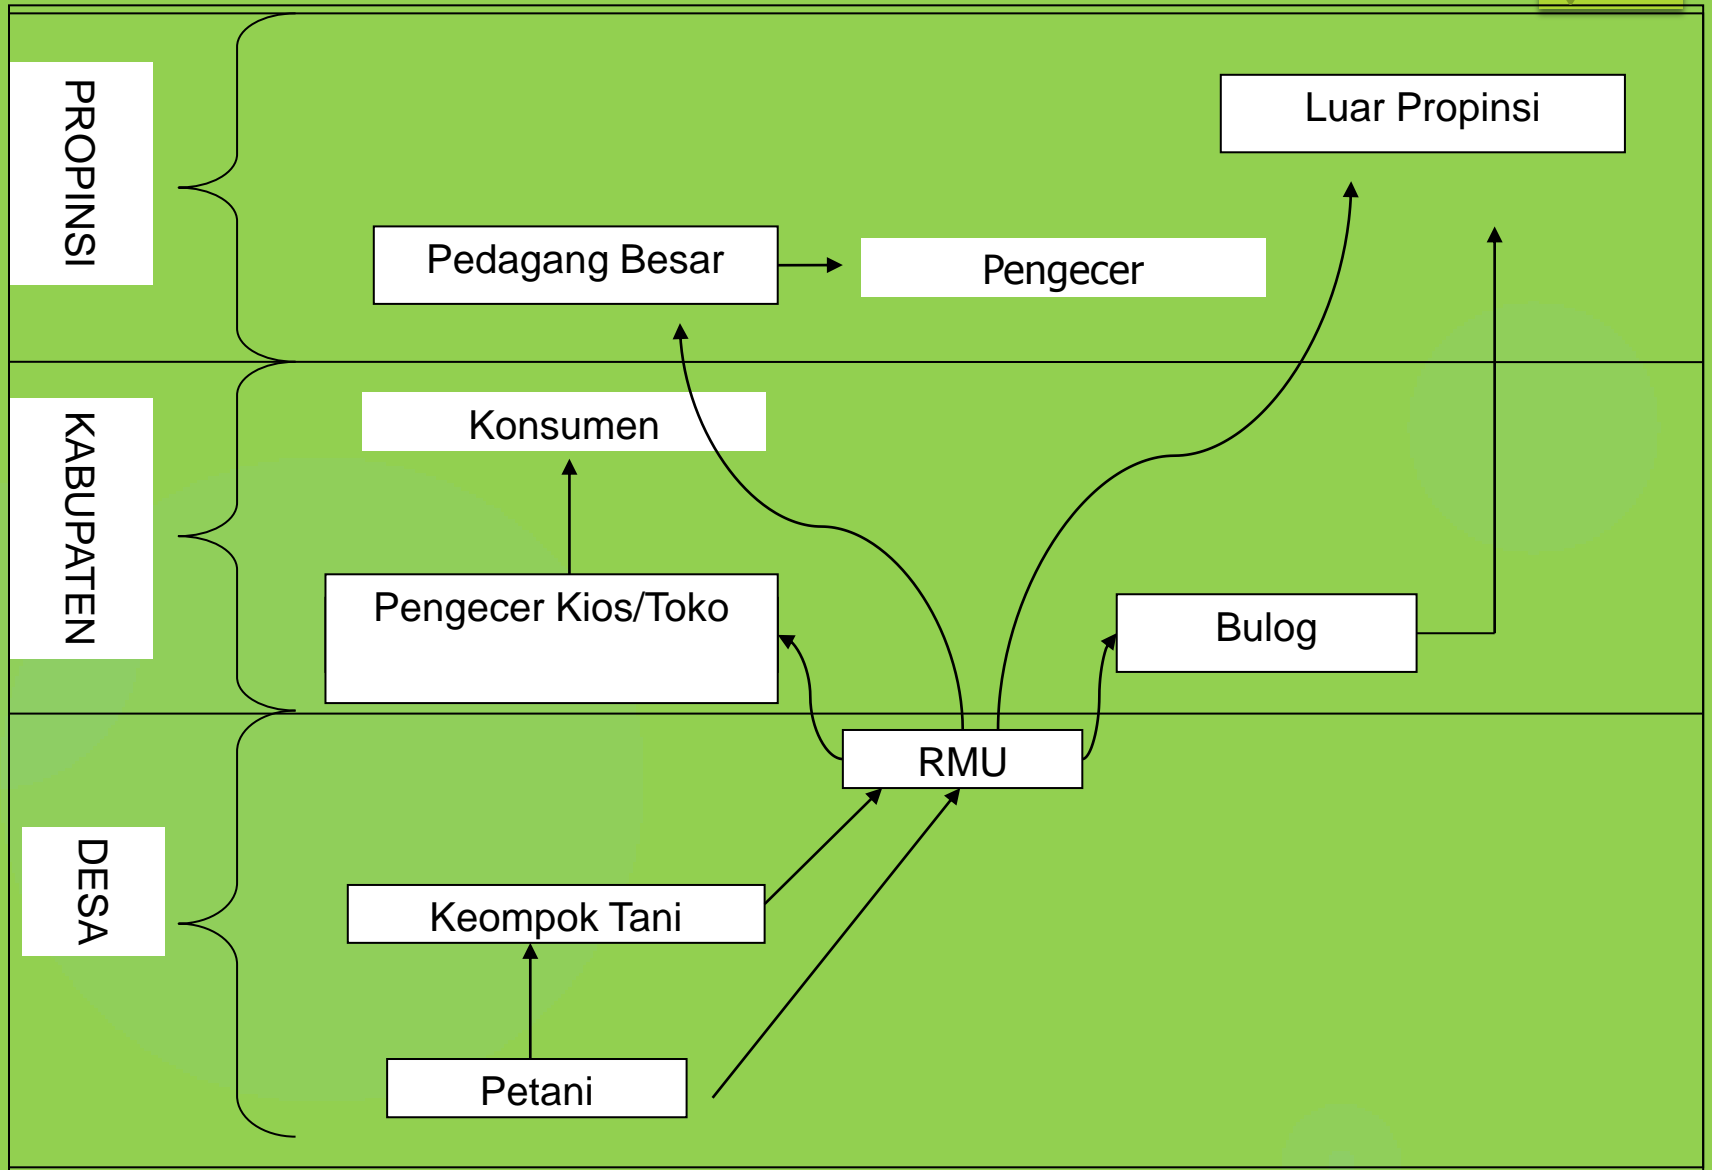 PROPINSI
Luar Propinsi
Pedagang Besar
Pengecer
KABUPATEN
Konsumen
Pengecer Kios/Toko
Bulog
RMU
DESA
Keompok Tani
Petani